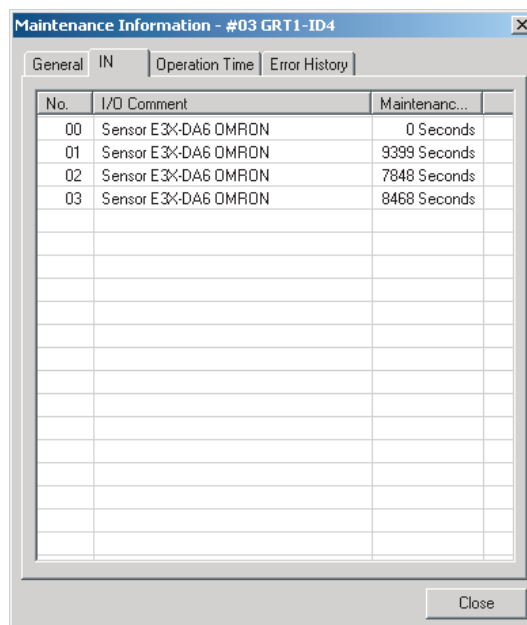 Maintenance Information - #03 GRT1-ID4
General IN Operation Time Error History
No. I/O Comment Maintenanc...
00 Sensor E3X-DA6 OMRON 0 Seconds
01 Sensor E3X-DA6 OMRON 9399 Seconds
02 Sensor E3X-DA6 OMRON 7848 Seconds
03 Sensor E3X-DA6 OMRON 8468 Seconds
Close